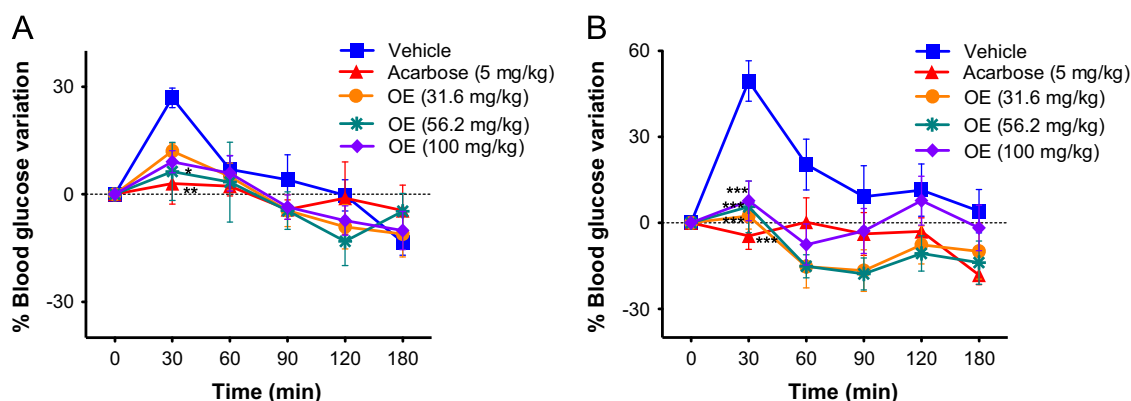 A
% Blood glucose variation
30
0
-30
0 30 60 90 120 180
Time (min)
Vehicle
Acarbose (5 mg/kg)
OE (31.6 mg/kg)
OE (56.2 mg/kg)
OE (100 mg/kg)
*
**
B
% Blood glucose variation
60
30
0
-30
0 30 60 90 120 180
Time (min)
Vehicle
Acarbose (5 mg/kg)
OE (31.6 mg/kg)
OE (56.2 mg/kg)
OE (100 mg/kg)
***
***
***
***